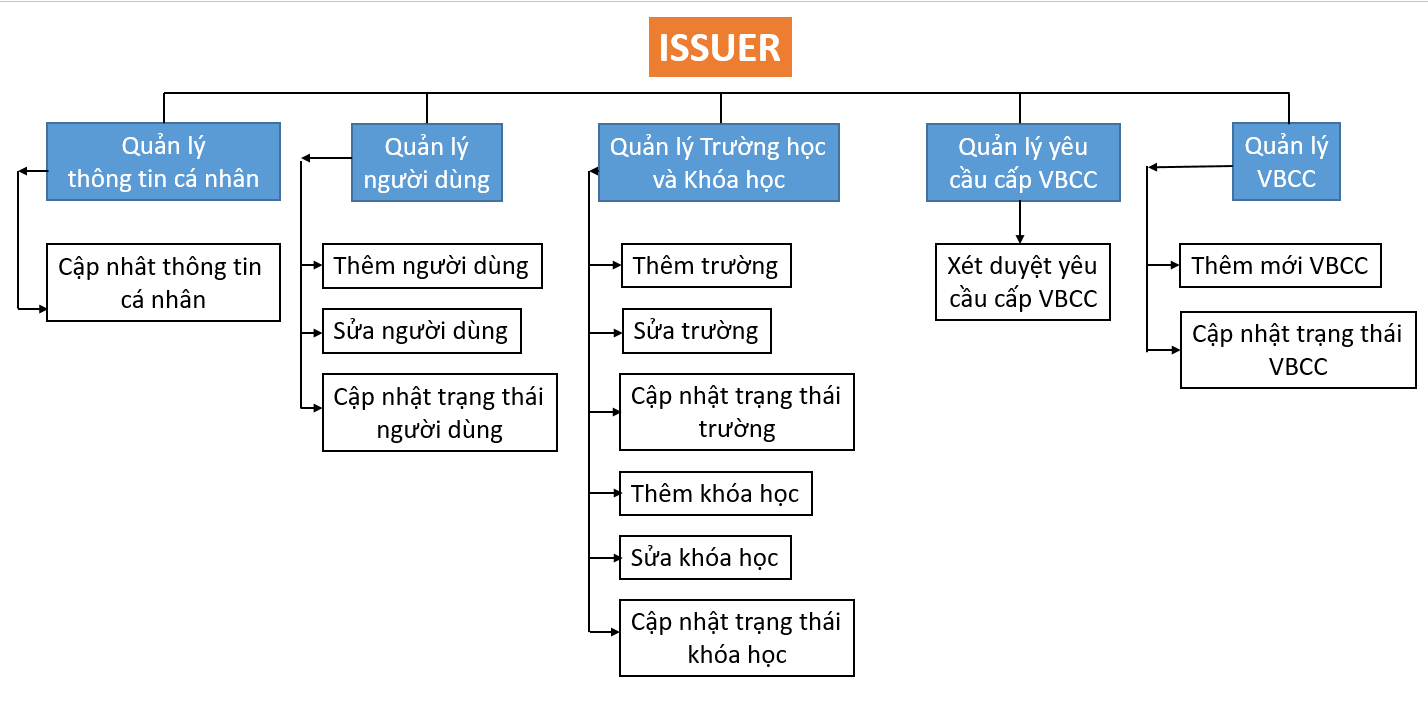 ISSUER
Quản lý
thông tin cá nhân
Cập nhât thông tin
cá nhân
Quản lý
người dùng
Thêm người dùng
Sửa người dùng
Cập nhật trạng thái
người dùng
Quản lý Trường học
và Khóa học
Thêm trường
Sửa trường
Cập nhật trạng thái
trường
Thêm khóa học
Sửa khóa học
Cập nhật trạng thái
khóa học
Quản lý yêu
cầu cấp VBCC
Xét duyệt yêu
cầu cấp VBCC
Quản lý
VBCC
Thêm mới VBCC
Cập nhật trạng thái
VBCC